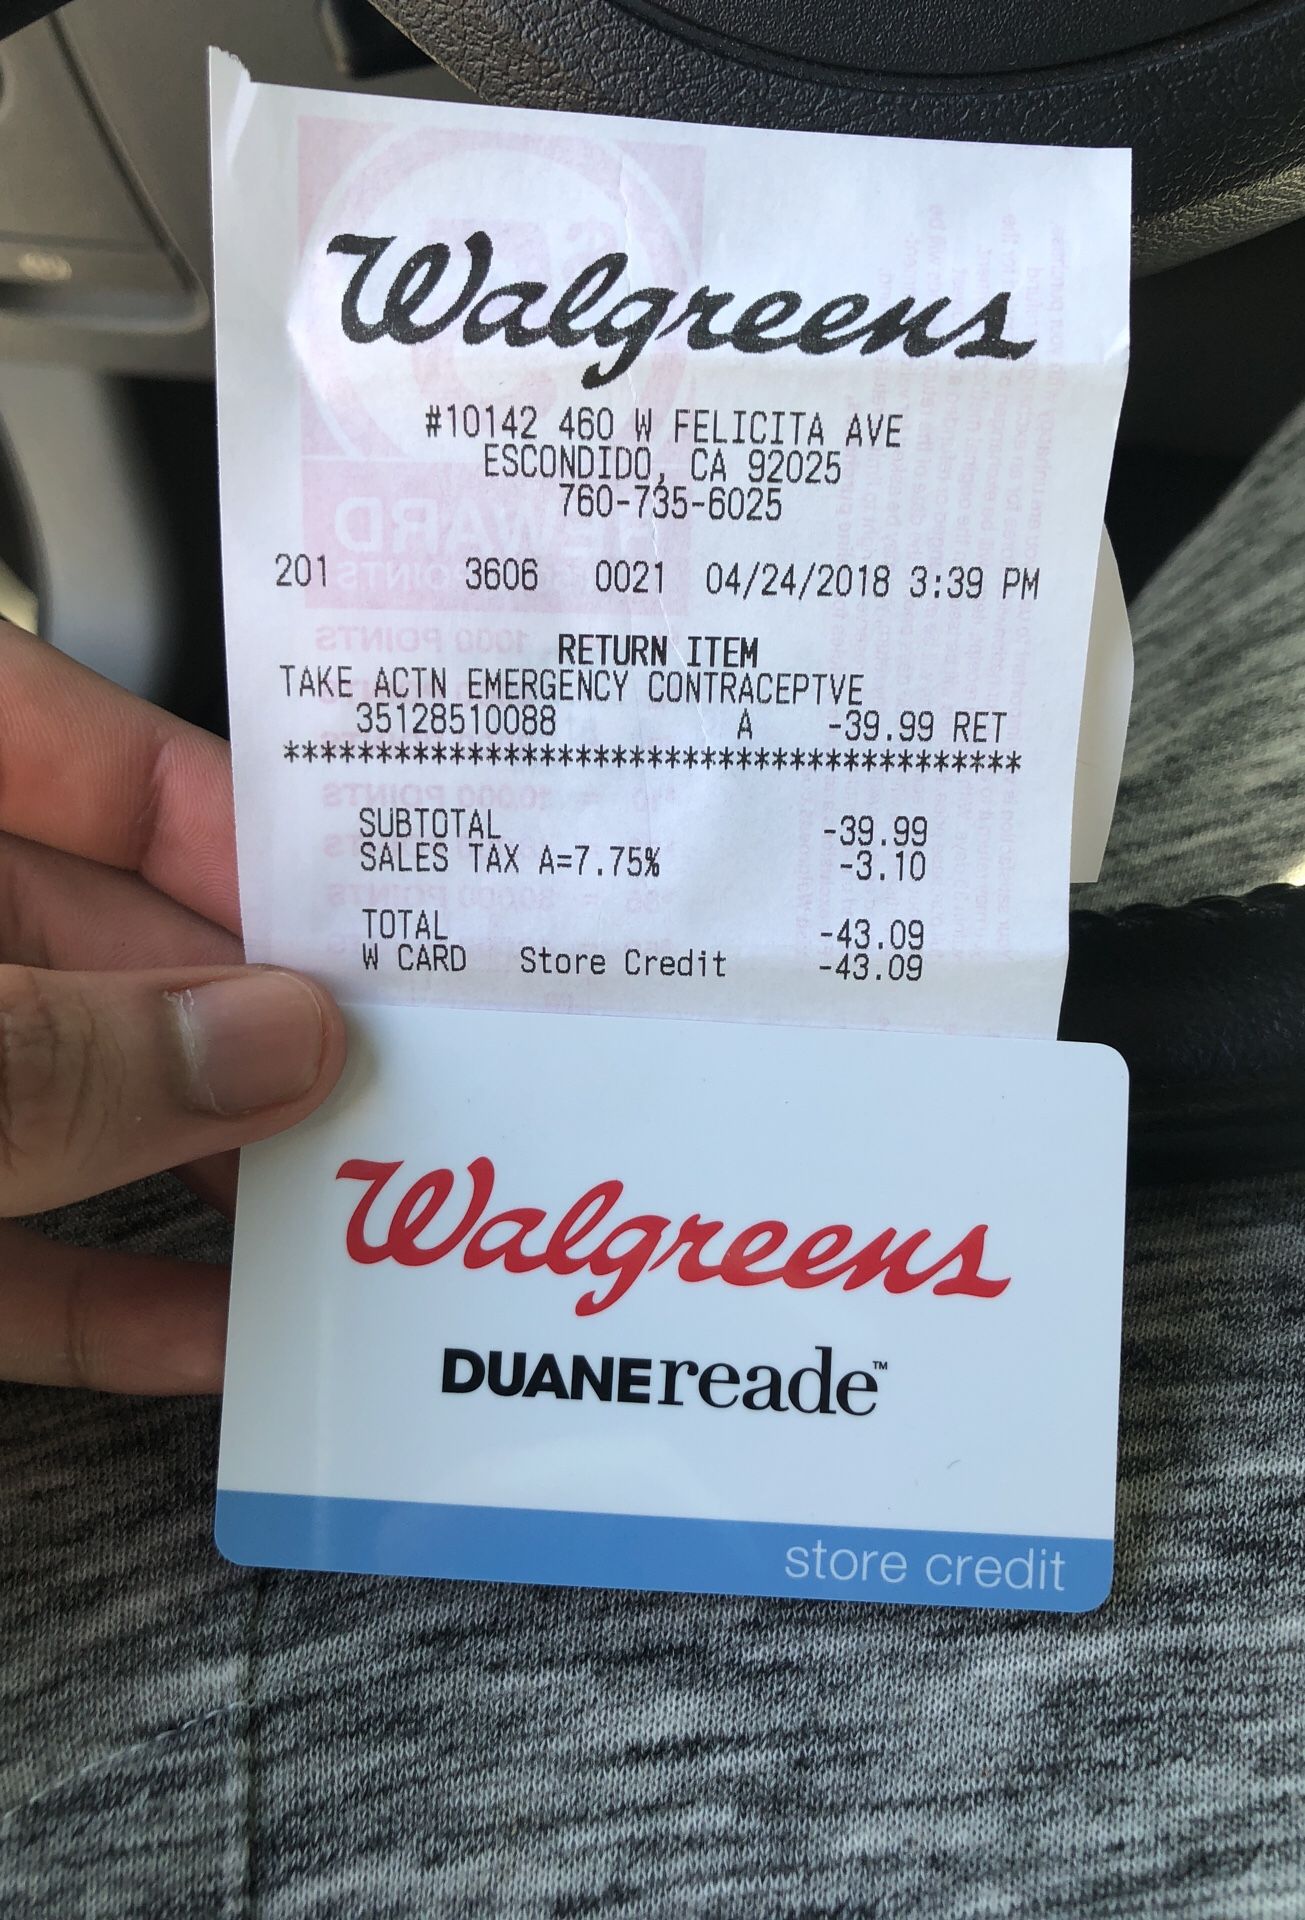 Walgreens
#10142 460 W FELICITA AVE
ESCONDIDO, CA 92025
760-735-6025
201 3606 0021 04/24/2018 3:39 PM
RETURN ITEM
TAKE ACTN EMERGENCY CONTRACEPTVE
35128510088 A -39.99 RET
****************************************
SUBTOTAL -39.99
SALES TAX A=7.75% -3.10
TOTAL -43.09
W CARD Store Credit -43.09
Walgreens
DUANEreade™
store credit